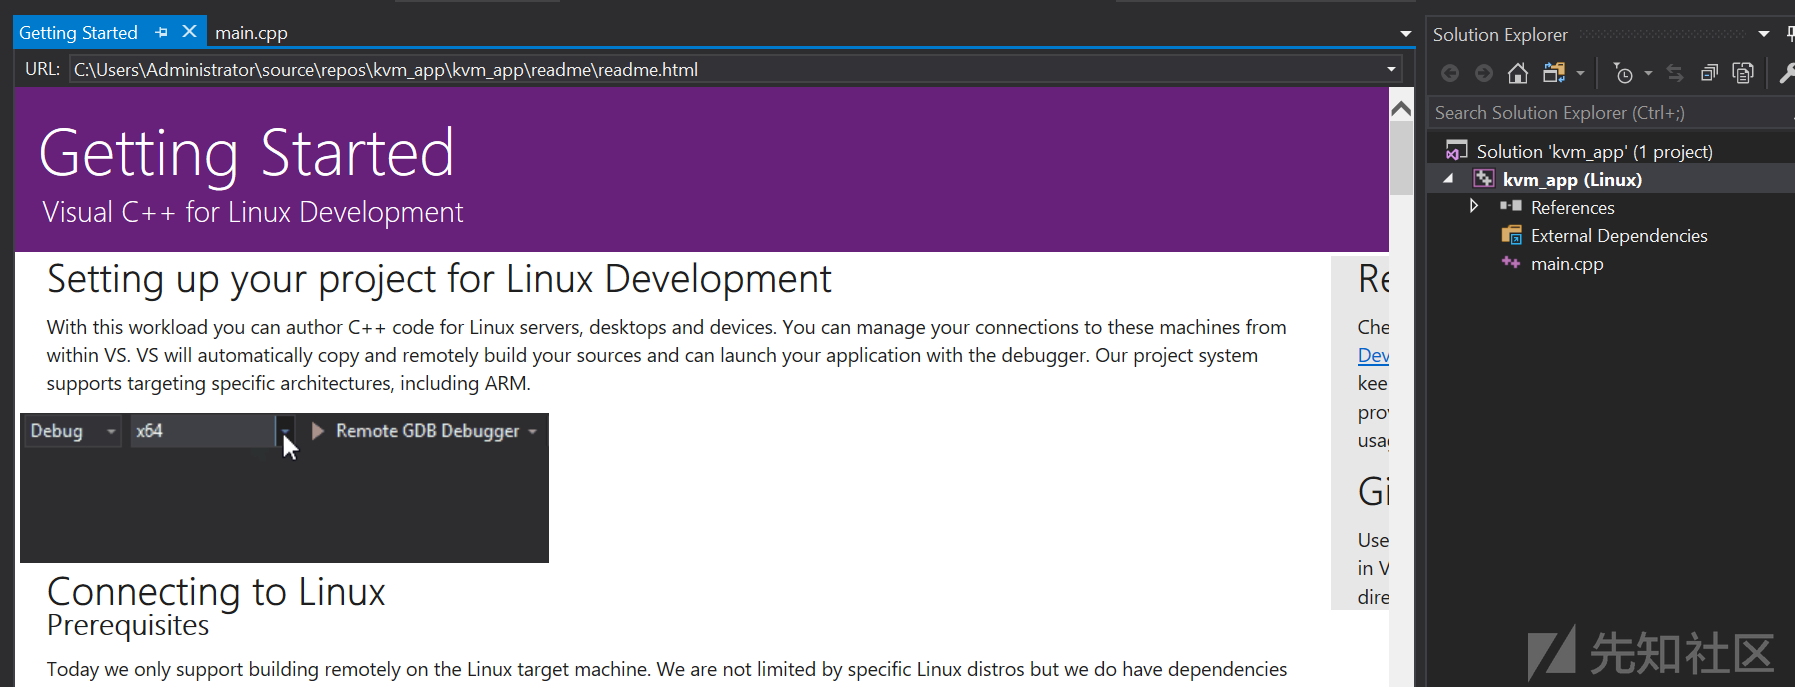 Getting Started
main.cpp
URL: C:\Users\Administrator\source\repos\kvm_app\kvm_app\readme\readme.html
Getting Started
Visual C++ for Linux Development
Setting up your project for Linux Development
With this workload you can author C++ code for Linux servers, desktops and devices. You can manage your connections to these machines from
within VS. VS will automatically copy and remotely build your sources and can launch your application with the debugger. Our project system
supports targeting specific architectures, including ARM.
Debug x64 Remote GDB Debugger
Connecting to Linux
Prerequisites
Today we only support building remotely on the Linux target machine. We are not limited by specific Linux distros but we do have dependencies
Re
Che
Dev
kee
prov
usag
Gi
Use
in V
dire
Solution Explorer
Search Solution Explorer (Ctrl+;)
Solution 'kvm_app' (1 project)
kvm_app (Linux)
References
External Dependencies
main.cpp
先知社区